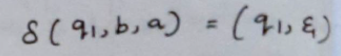 δ(q₁, b, a) = (q₁, ε)